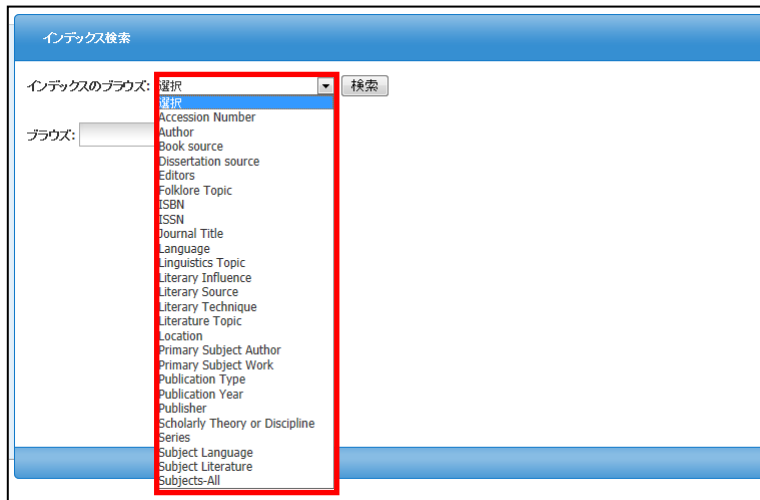 インデックス検索
インデックスのブラウズ: 選択 検索
選択
Accession Number
Author
ブラウズ:
Book source
Dissertation source
Editors
Folklore Topic
ISBN
ISSN
Journal Title
Language
Linguistics Topic
Literary Influence
Literary Source
Literary Technique
Literature Topic
Location
Primary Subject Author
Primary Subject Work
Publication Type
Publication Year
Publisher
Scholarly Theory or Discipline
Series
Subject Language
Subject Literature
Subjects-All